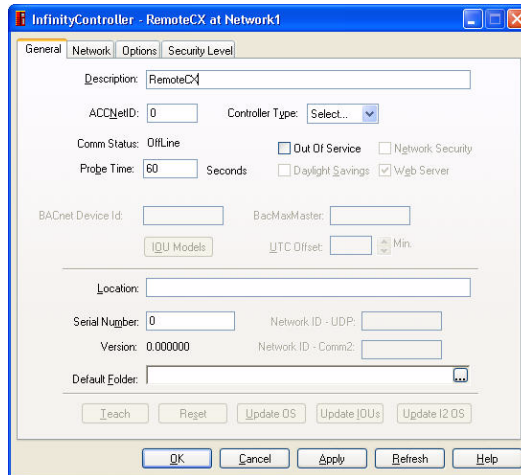 InfinityController - RemoteCX at Network1
General Network Options Security Level
Description: RemoteCX
ACCNetID: 0 Controller Type: Select...
Comm Status: OffLine Out Of Service Network Security
Probe Time: 60 Seconds Daylight Savings Web Server
BACnet Device Id: BacMaxMaster:
IOU Models UTC Offset: Min.
Location:
Serial Number: 0 Network ID - UDP:
Version: 0.000000 Network ID - Comm2:
Default Folder: ...
Teach Reset Update OS Update IOUs Update I2 OS
OK Cancel Apply Refresh Help